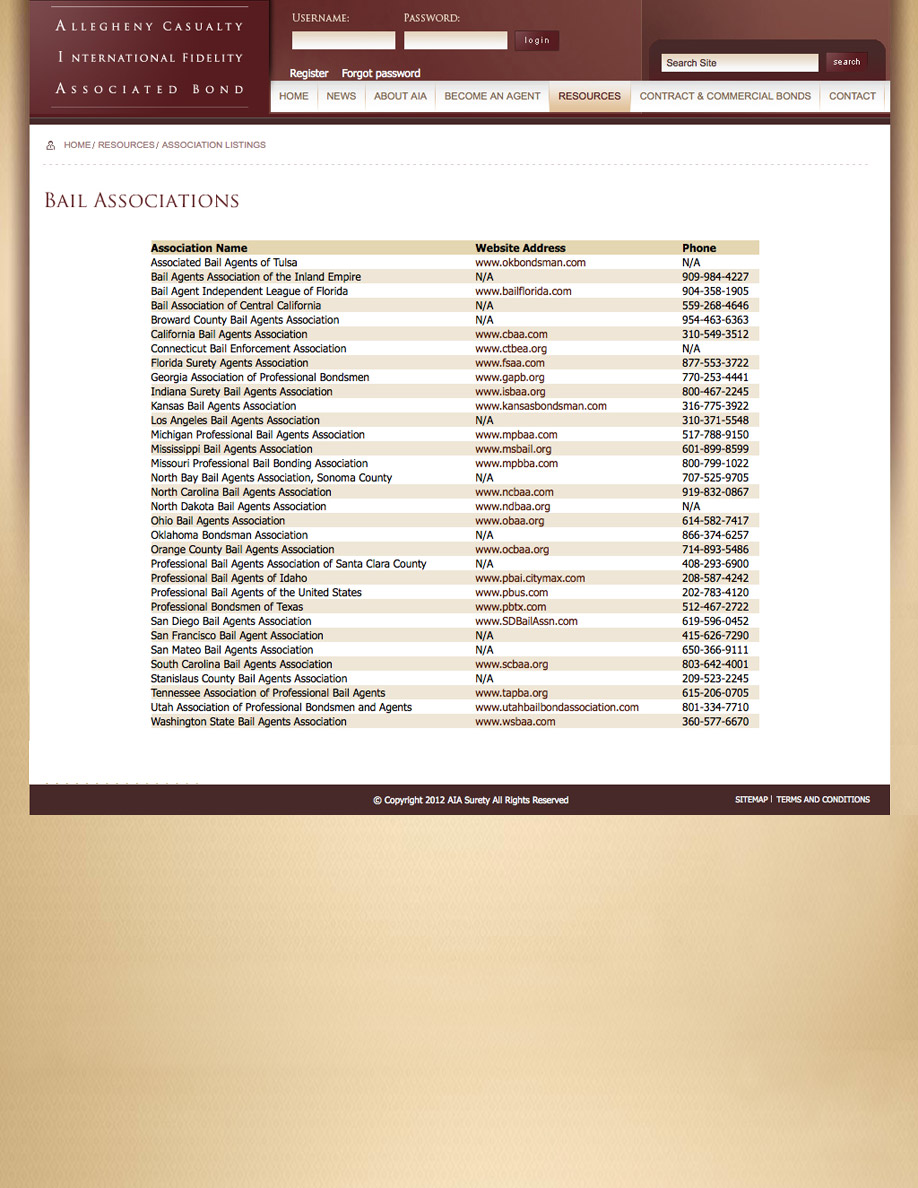 ALLEGHENY CASUALTY
INTERNATIONAL FIDELITY
ASSOCIATED BOND
USERNAME: PASSWORD:
login
Register Forgot password
Search Site search
HOME NEWS ABOUT AIA BECOME AN AGENT RESOURCES CONTRACT & COMMERCIAL BONDS CONTACT
HOME/ RESOURCES/ ASSOCIATION LISTINGS
BAIL ASSOCIATIONS
Association Name Website Address Phone
Associated Bail Agents of Tulsa www.okbondsman.com N/A
Bail Agents Association of the Inland Empire N/A 909-984-4227
Bail Agent Independent League of Florida www.bailflorida.com 904-358-1905
Bail Association of Central California N/A 559-268-4646
Broward County Bail Agents Association N/A 954-463-6363
California Bail Agents Association www.cbaa.com 310-549-3512
Connecticut Bail Enforcement Association www.ctbea.org N/A
Florida Surety Agents Association www.fsaa.com 877-553-3722
Georgia Association of Professional Bondsmen www.gapb.org 770-253-4441
Indiana Surety Bail Agents Association www.isbaa.org 800-467-2245
Kansas Bail Agents Association www.kansasbondsman.com 316-775-3922
Los Angeles Bail Agents Association N/A 310-371-5548
Michigan Professional Bail Agents Association www.mpbaa.com 517-788-9150
Mississippi Bail Agents Association www.msbail.org 601-899-8599
Missouri Professional Bail Bonding Association www.mpbba.com 800-799-1022
North Bay Bail Agents Association, Sonoma County N/A 707-525-9705
North Carolina Bail Agents Association www.ncbaa.com 919-832-0867
North Dakota Bail Agents Association www.ndbaa.org N/A
Ohio Bail Agents Association www.obaa.org 614-582-7417
Oklahoma Bondsman Association N/A 866-374-6257
Orange County Bail Agents Association www.ocbaa.org 714-893-5486
Professional Bail Agents Association of Santa Clara County N/A 408-293-6900
Professional Bail Agents of Idaho www.pbai.citymax.com 208-587-4242
Professional Bail Agents of the United States www.pbus.com 202-783-4120
Professional Bondsmen of Texas www.pbtx.com 512-467-2722
San Diego Bail Agents Association www.SDBailAssn.com 619-596-0452
San Francisco Bail Agent Association N/A 415-626-7290
San Mateo Bail Agents Association N/A 650-366-9111
South Carolina Bail Agents Association www.scbaa.org 803-642-4001
Stanislaus County Bail Agents Association N/A 209-523-2245
Tennessee Association of Professional Bail Agents www.tapba.org 615-206-0705
Utah Association of Professional Bondsmen and Agents www.utahbailbondassociation.com 801-334-7710
Washington State Bail Agents Association www.wsbaa.com 360-577-6670
© Copyright 2012 AIA Surety All Rights Reserved SITEMAP | TERMS AND CONDITIONS